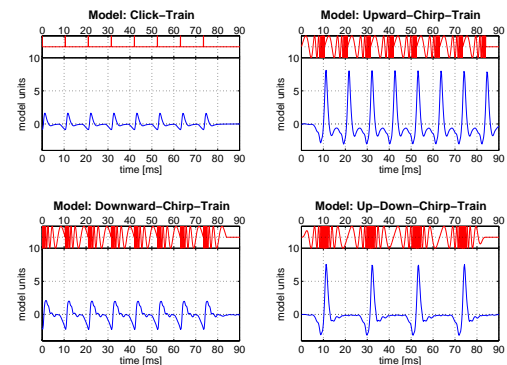 Model: Click−Train
0 10 20 30 40 50 60 70 80 90
10
5
0
model units
0 10 20 30 40 50 60 70 80 90
time [ms]
Model: Upward−Chirp−Train
0 10 20 30 40 50 60 70 80 90
10
5
0
model units
0 10 20 30 40 50 60 70 80 90
time [ms]
Model: Downward−Chirp−Train
0 10 20 30 40 50 60 70 80 90
10
5
0
model units
0 10 20 30 40 50 60 70 80 90
time [ms]
Model: Up−Down−Chirp−Train
0 10 20 30 40 50 60 70 80 90
10
5
0
model units
0 10 20 30 40 50 60 70 80 90
time [ms]